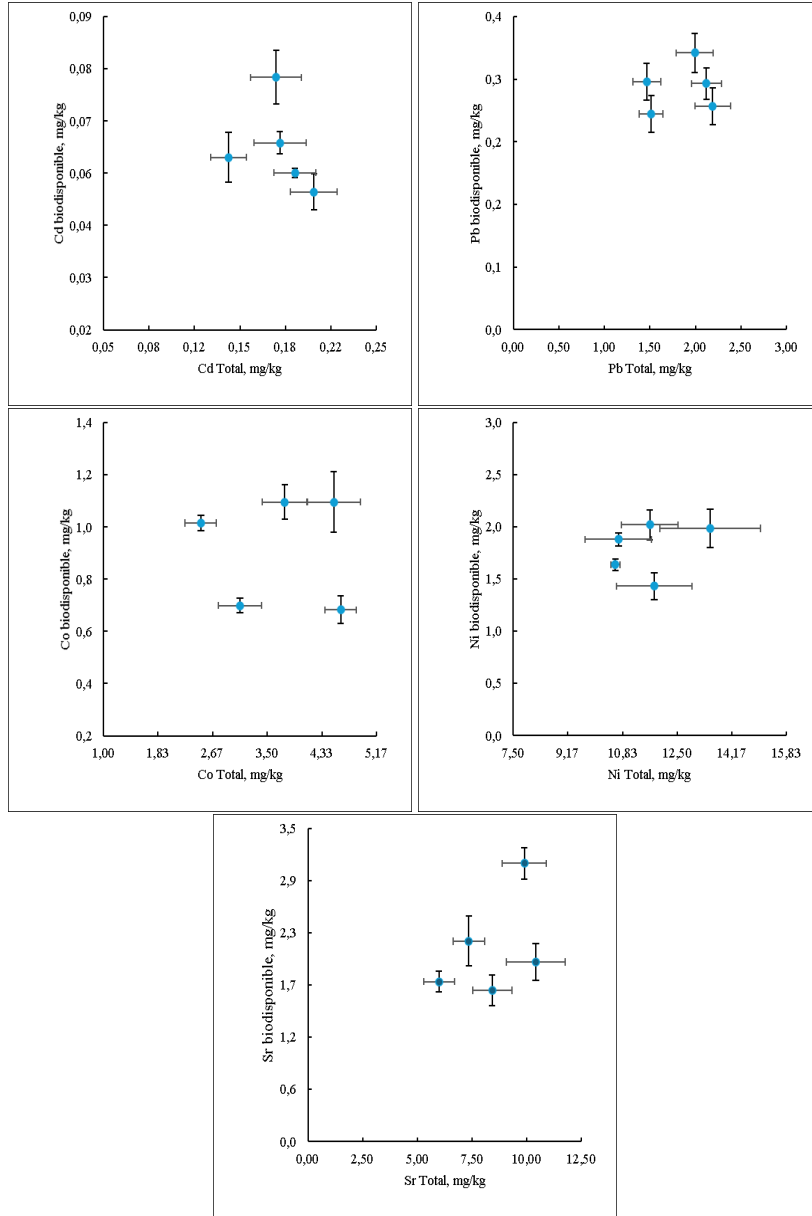 0,09
0,08
0,07
0,06
0,04
0,03
0,02
Cd biodisponible, mg/kg
0,05 0,08 0,12 0,15 0,18 0,22 0,25
Cd Total, mg/kg
0,4
0,3
0,2
0,2
0,1
0,0
Pb biodisponible, mg/kg
0,00 0,50 1,00 1,50 2,00 2,50 3,00
Pb Total, mg/kg
1,4
1,2
1,0
0,8
0,6
0,4
0,2
Co biodisponible, mg/kg
1,00 1,83 2,67 3,50 4,33 5,17
Co Total, mg/kg
3,0
2,5
2,0
1,5
1,0
0,5
0,0
Ni biodisponible, mg/kg
7,50 9,17 10,83 12,50 14,17 15,83
Ni Total, mg/kg
3,5
2,9
2,3
1,7
1,2
0,6
0,0
Sr biodisponible, mg/kg
0,00 2,50 5,00 7,50 10,00 12,50
Sr Total, mg/kg